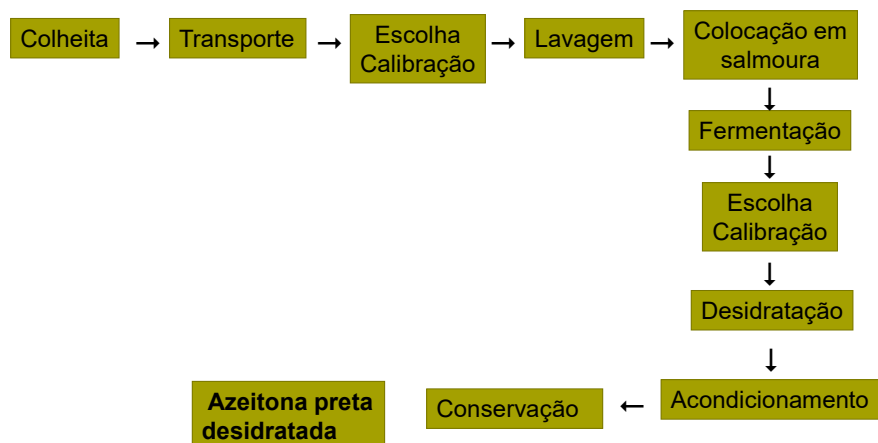 Colheita
→
Transporte
→
Escolha
Calibração
→
Lavagem
→
Colocação em
salmoura
↓
Fermentação
↓
Escolha
Calibração
↓
Desidratação
↓
Acondicionamento
←
Conservação
Azeitona preta
desidratada